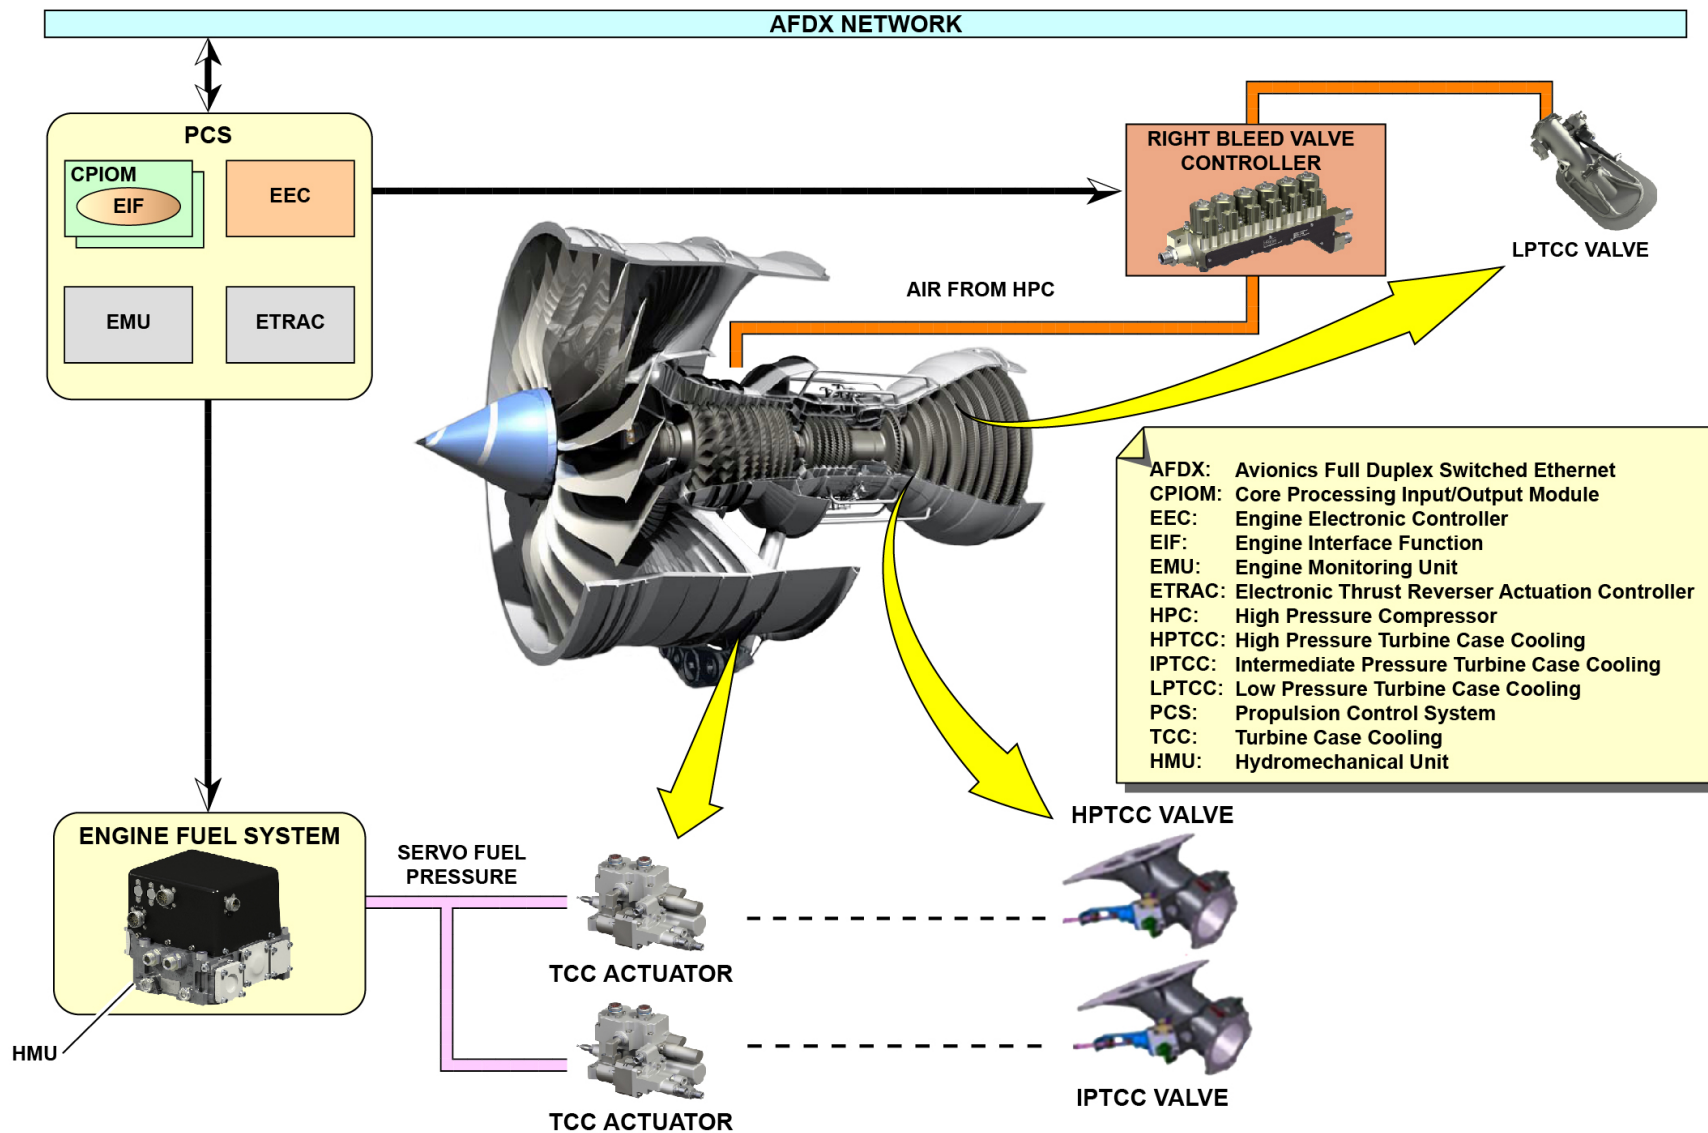 AFDX NETWORK
PCS
CPIOM
EIF
EEC
EMU
ETRAC
RIGHT BLEED VALVE
CONTROLLER
LPTCC VALVE
AIR FROM HPC
AFDX: Avionics Full Duplex Switched Ethernet
CPIOM: Core Processing Input/Output Module
EEC: Engine Electronic Controller
EIF: Engine Interface Function
EMU: Engine Monitoring Unit
ETRAC: Electronic Thrust Reverser Actuation Controller
HPC: High Pressure Compressor
HPTCC: High Pressure Turbine Case Cooling
IPTCC: Intermediate Pressure Turbine Case Cooling
LPTCC: Low Pressure Turbine Case Cooling
PCS: Propulsion Control System
TCC: Turbine Case Cooling
HMU: Hydromechanical Unit
ENGINE FUEL SYSTEM
HMU
SERVO FUEL
PRESSURE
TCC ACTUATOR
TCC ACTUATOR
HPTCC VALVE
IPTCC VALVE